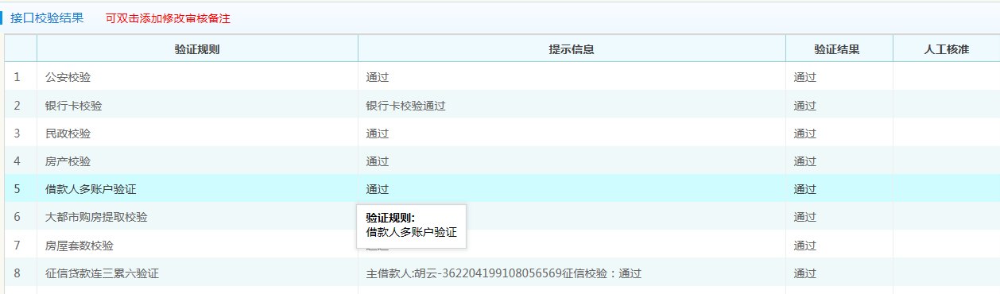 接口校验结果 可双击添加修改审核备注
验证规则 提示信息 验证结果 人工核准
1 公安校验 通过 通过
2 银行卡校验 银行卡校验通过 通过
3 民政校验 通过 通过
4 房产校验 通过 通过
5 借款人多账户验证 通过 通过
6 大都市购房提取校验 通过
验证规则:
借款人多账户验证
7 房屋套数校验 通过
8 征信贷款连三累六验证 主借款人:胡云-362204199108056569征信校验：通过 通过